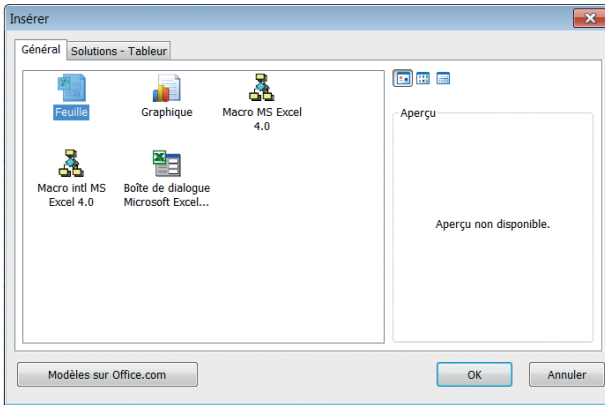 Insérer
Général
Solutions - Tableur
Feuille
Graphique
Macro MS Excel
4.0
Macro intl MS
Excel 4.0
Boîte de dialogue
Microsoft Excel...
Aperçu
Aperçu non disponible.
Modèles sur Office.com
OK
Annuler